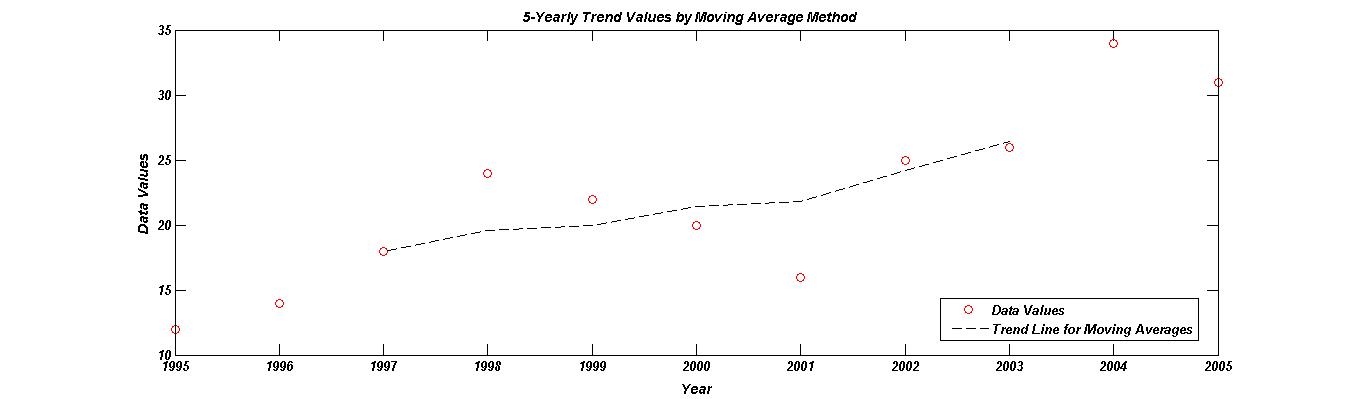 5-Yearly Trend Values by Moving Average Method
35
30
25
20
15
10
Data Values
1995 1996 1997 1998 1999 2000 2001 2002 2003 2004 2005
Year
Data Values
Trend Line for Moving Averages